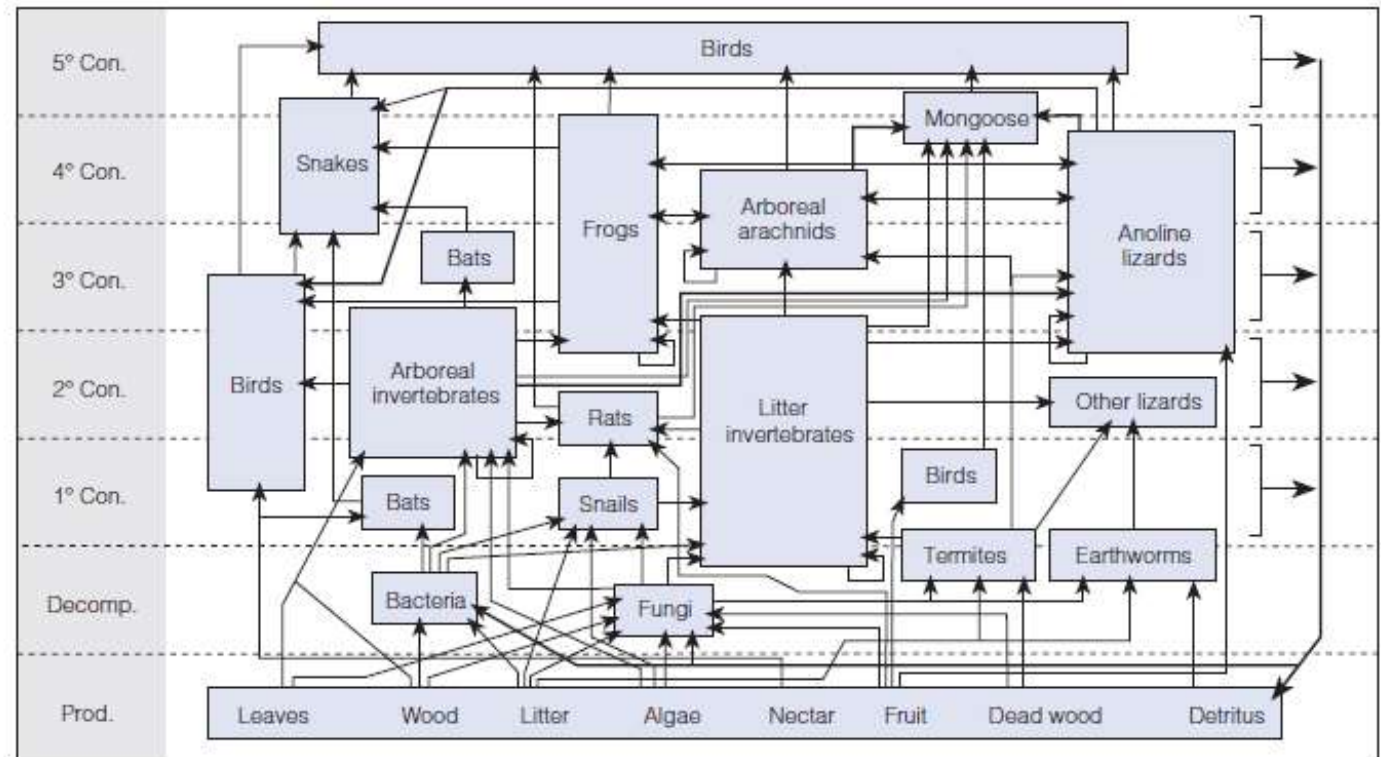 5° Con.
Birds
Mongoose
4° Con.
Snakes
Arboreal
arachnids
Frogs
Anoline
lizards
3° Con.
Bats
2° Con.
Birds
Arboreal
invertebrates
Rats
Litter
invertebrates
Other lizards
1° Con.
Bats
Snails
Birds
Termites
Earthworms
Decomp.
Bacteria
Fungi
Prod.
Leaves Wood Litter Algae Nectar Fruit Dead wood Detritus